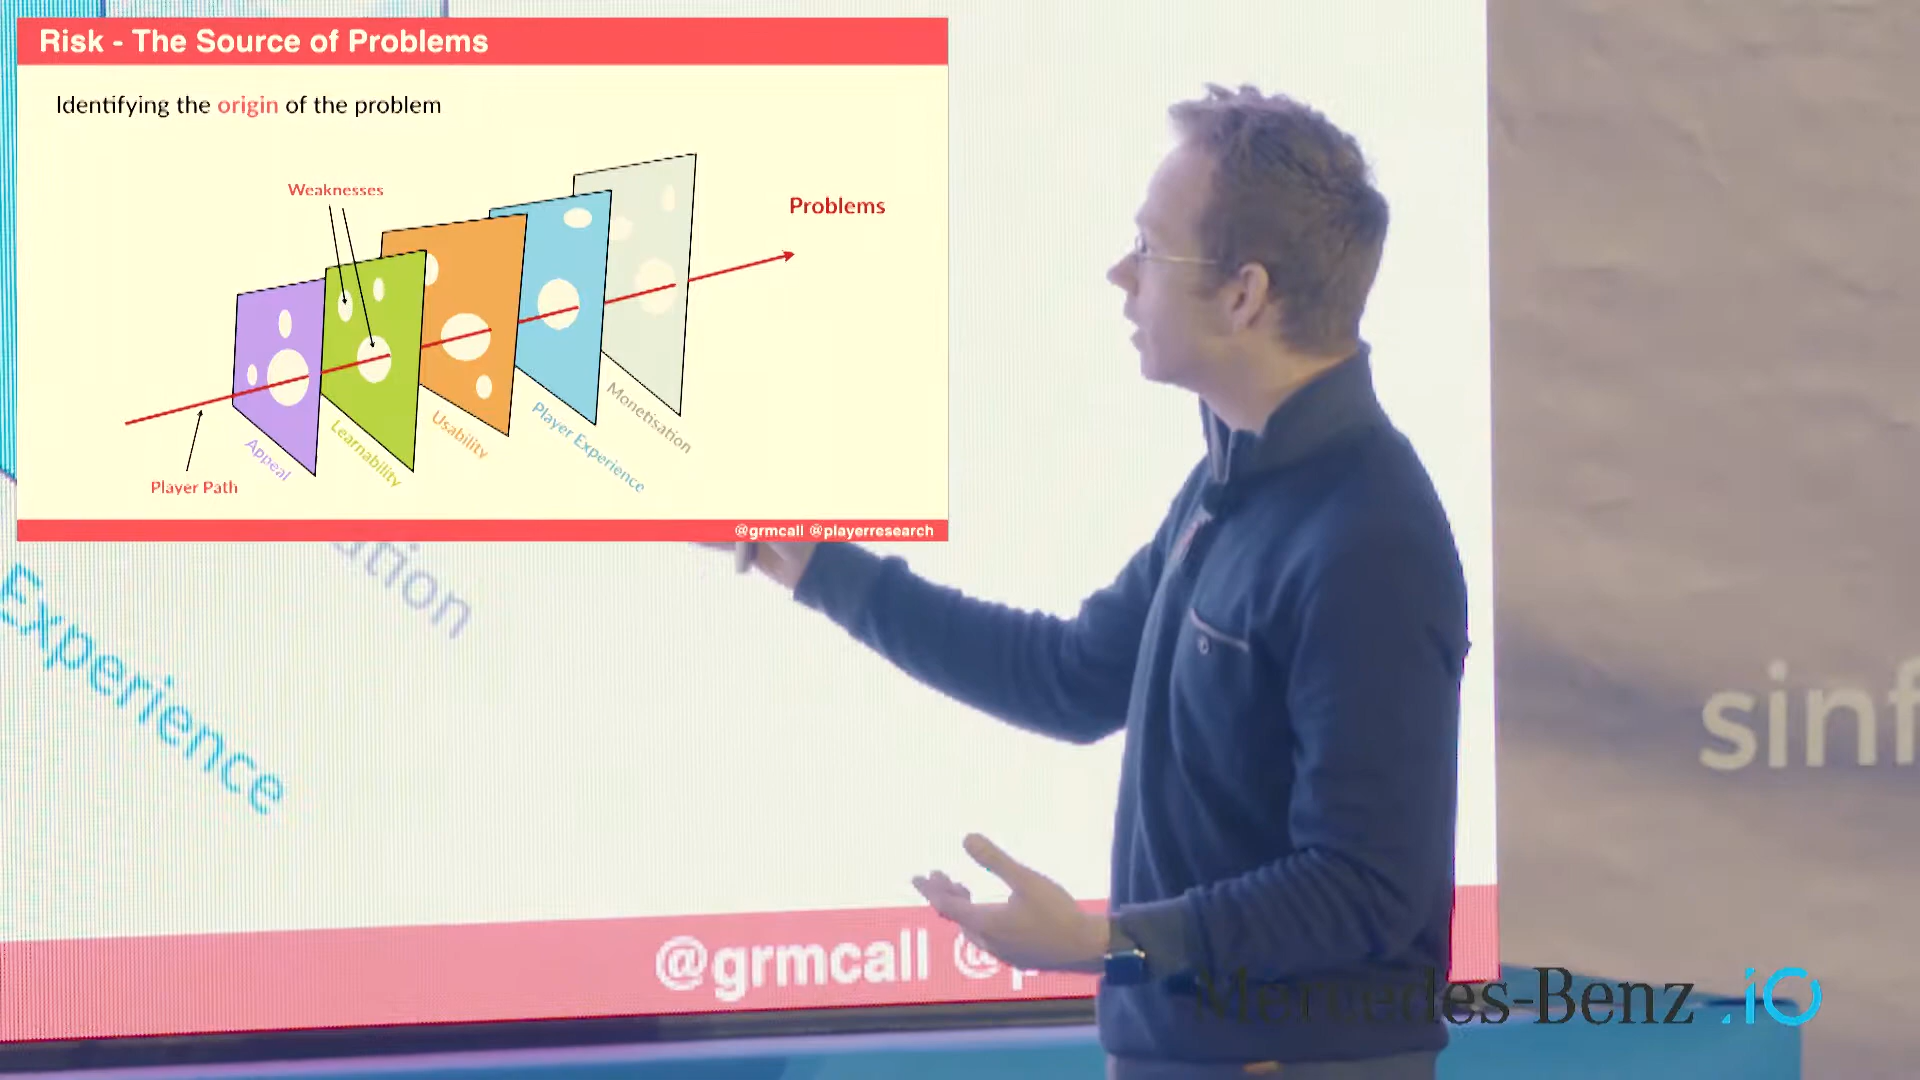 Risk - The Source of Problems
Identifying the origin of the problem
Weaknesses
Problems
Appeal
Learnability
Usability
Player Experience
Monetisation
Player Path
@grmcall @playerresearch
Experience
@grmcall
sinf
Mercedes-Benz .io